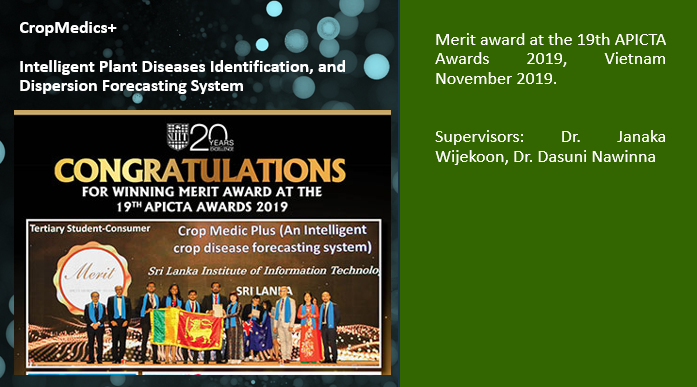 CropMedics+
Intelligent Plant Diseases Identification, and
Dispersion Forecasting System
20
YEARS
EXCELLENCE
CONGRATULATIONS
FOR WINNING MERIT AWARD AT THE
19TH APICTA AWARDS 2019
Tertiary Student-Consumer
Crop Medic Plus (An Intelligent
crop disease forecasting system)
Merit
Sri Lanka Institute of Information Technolo
SRI LANKA
Merit award at the 19th APICTA
Awards 2019, Vietnam
November 2019.
Supervisors: Dr. Janaka
Wijekoon, Dr. Dasuni Nawinna